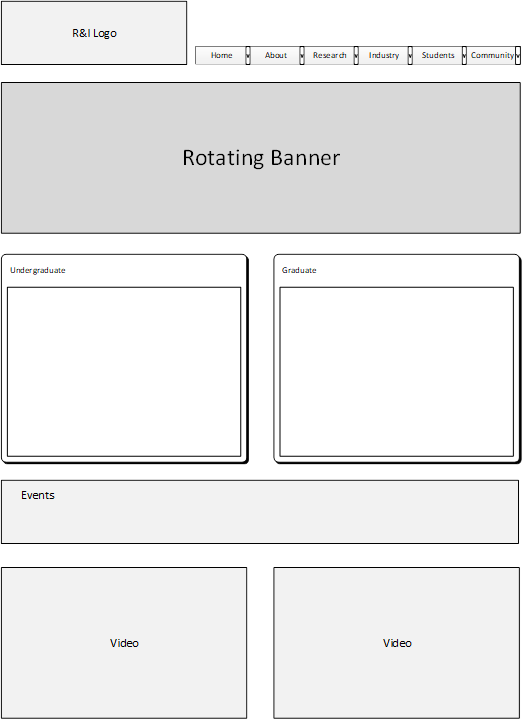 R&I Logo
Home v About v Research v Industry v Students v Community v
Rotating Banner
Undergraduate
Graduate
Events
Video
Video